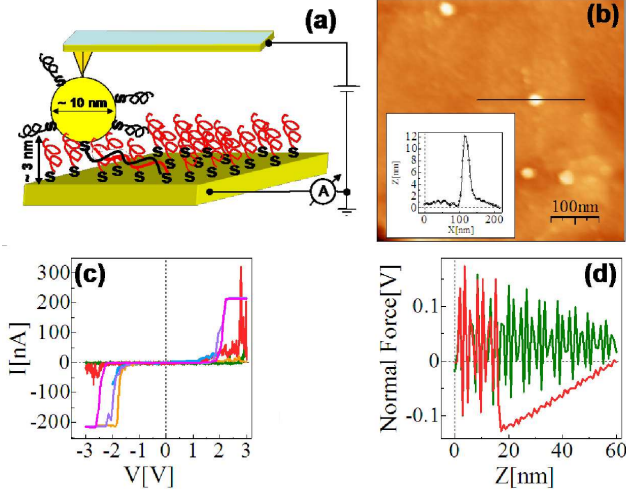 (a)
S
S
~ 10 nm
S
S
~ 3 nm
S S S S S S S
S S S S S S S
A
(b)
Z[nm]
12
10
8
6
4
2
0
0 100 200
X[nm]
100nm
(c)
I[nA]
300
200
100
0
-100
-200
-3 -2 -1 0 1 2 3
V[V]
(d)
Normal Force[V]
0.1
0
-0.1
0 20 40 60
Z[nm]